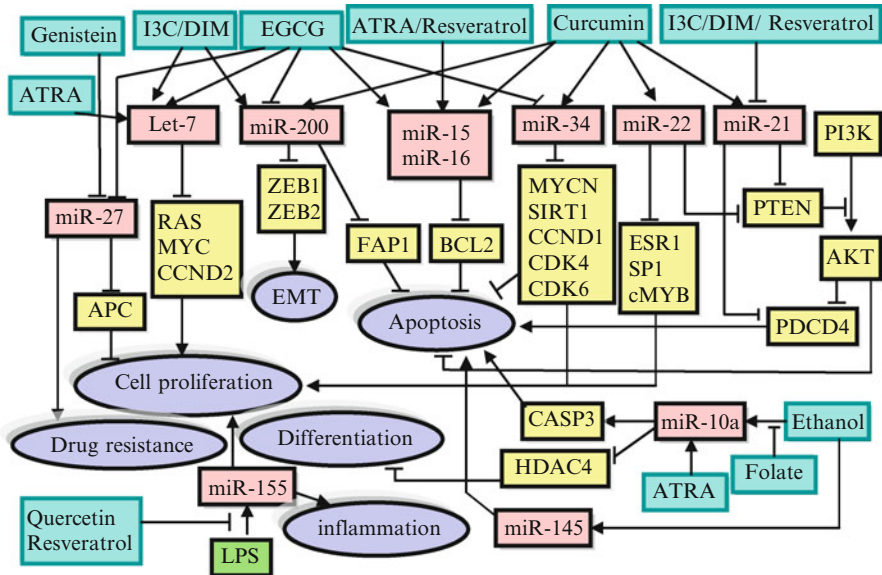 Genistein
I3C/DIM
EGCG
ATRA/Resveratrol
Curcumin
I3C/DIM/ Resveratrol
ATRA
Let-7
miR-200
miR-15
miR-16
miR-34
miR-22
miR-21
PI3K
miR-27
RAS
MYC
CCND2
ZEB1
ZEB2
FAP1
BCL2
MYCN
SIRT1
CCND1
CDK4
CDK6
ESR1
SP1
cMYB
PTEN
AKT
APC
EMT
Apoptosis
PDCD4
Cell proliferation
Drug resistance
Differentiation
CASP3
miR-10a
Ethanol
HDAC4
Folate
ATRA
miR-155
Quercetin
Resveratrol
inflammation
miR-145
LPS